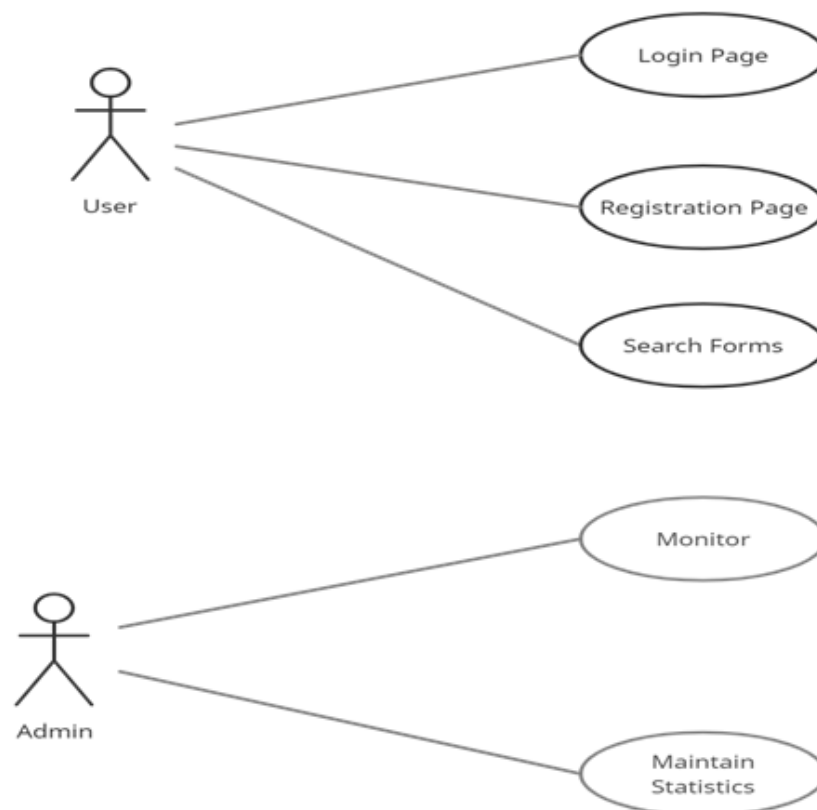 Login Page
User
Registration Page
Search Forms
Monitor
Admin
Maintain
Statistics